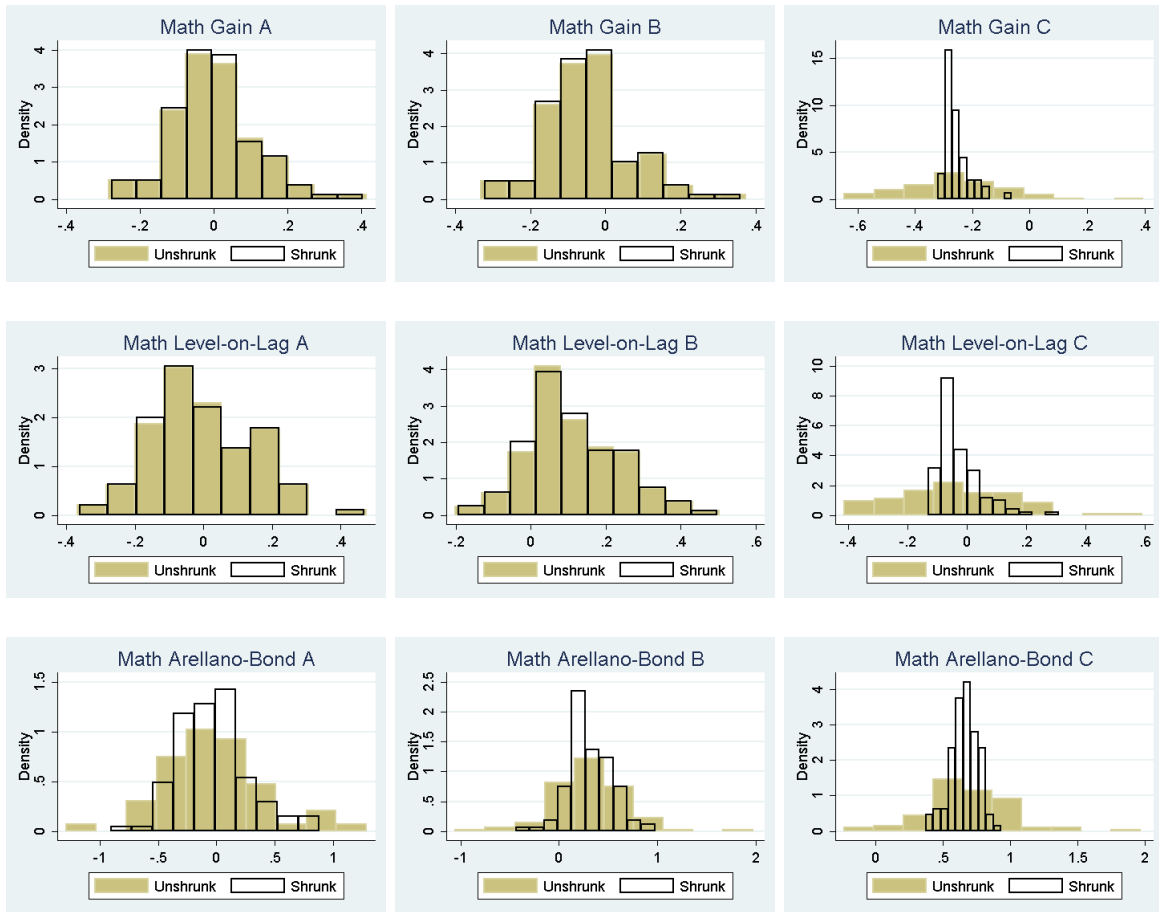 Math Gain A
Density
4
3
2
1
0
-.4 -.2 0 .2 .4
Unshrunk Shrunk
Math Gain B
Density
4
3
2
1
0
-.4 -.2 0 .2 .4
Unshrunk Shrunk
Math Gain C
Density
15
10
5
0
-.6 -.4 -.2 0 .2 .4
Unshrunk Shrunk
Math Level-on-Lag A
Density
3
2
1
0
-.4 -.2 0 .2 .4
Unshrunk Shrunk
Math Level-on-Lag B
Density
4
3
2
1
0
-.2 0 .2 .4 .6
Unshrunk Shrunk
Math Level-on-Lag C
Density
10
8
6
4
2
0
-.4 -.2 0 .2 .4 .6
Unshrunk Shrunk
Math Arellano-Bond A
Density
1.5
1
.5
0
-1 -.5 0 .5 1
Unshrunk Shrunk
Math Arellano-Bond B
Density
2.5
2
1.5
1
.5
0
-1 0 1 2
Unshrunk Shrunk
Math Arellano-Bond C
Density
4
3
2
1
0
0 .5 1 1.5 2
Unshrunk Shrunk